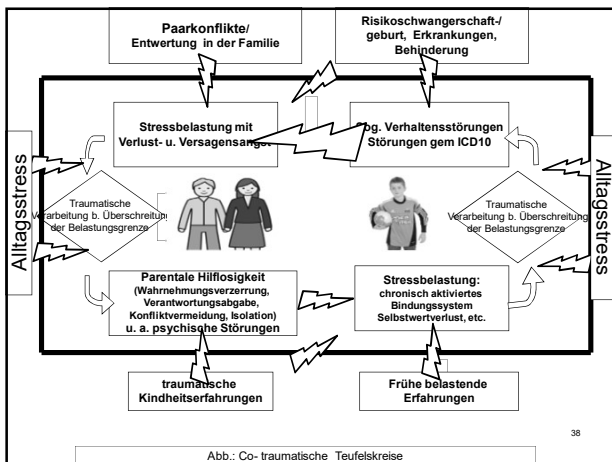 Paarkonflikte/
Entwertung in der Familie
Risikoschwangerschaft-/
geburt, Erkrankungen,
Behinderung
Stressbelastung mit
Verlust- u. Versagensangst
Sog. Verhaltensstörungen
Störungen gem ICD10
Alltagsstress
Traumatische
Verarbeitung b. Überschreitung
der Belastungsgrenze
Traumatische
Verarbeitung b. Überschreitung
der Belastungsgrenze
Alltagsstress
Parentale Hilflosigkeit
(Wahrnehmungsverzerrung,
Verantwortungsabgabe,
Konfliktvermeidung, Isolation)
u. a. psychische Störungen
Stressbelastung:
chronisch aktiviertes
Bindungssystem
Selbstwertverlust, etc.
traumatische
Kindheitserfahrungen
Frühe belastende
Erfahrungen
38
Abb.: Co- traumatische Teufelskreise